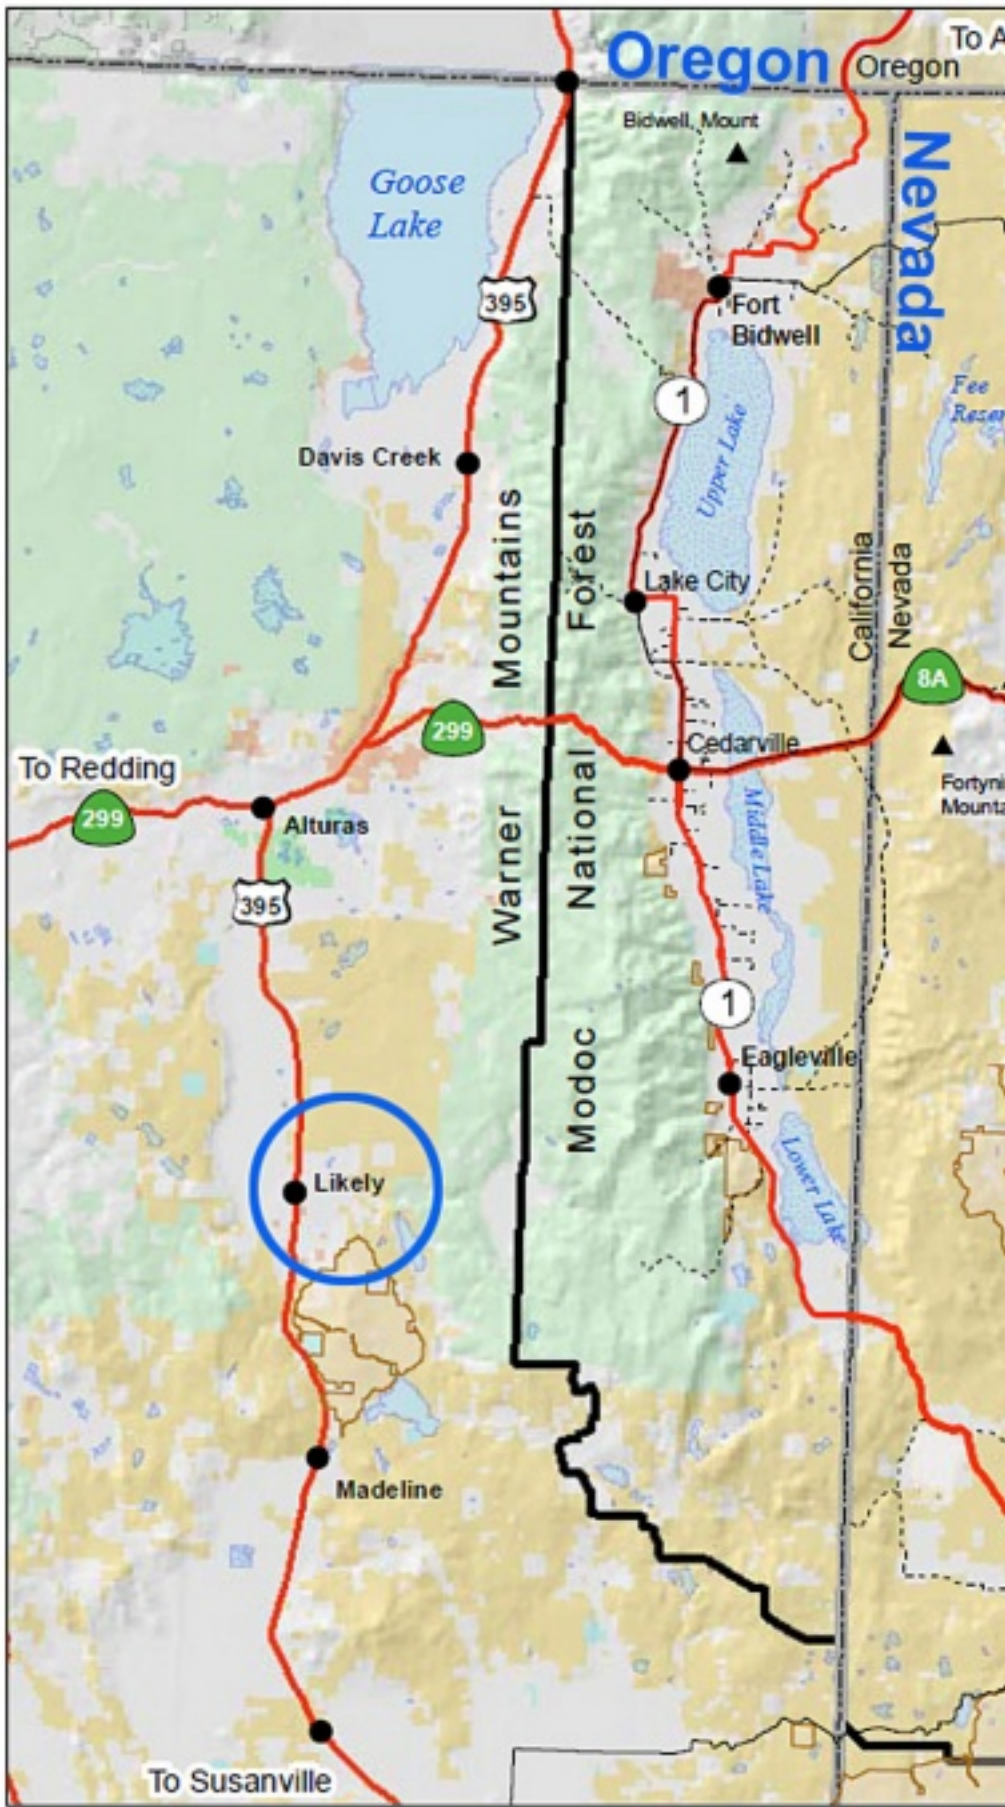 To A
Oregon
Oregon
Bidwell, Mount
Nevada
Goose
Lake
395
Fort
Bidwell
1
Fee
Reser
Upper Lake
Davis Creek
Mountains
Forest
Lake City
California
Nevada
8A
299
Cedarville
To Redding
299
Alturas
Fortyni
Mounta
Middle Lake
National
Warner
395
1
Modoc
Eagleville
Lower Lake
Likely
Madeline
To Susanville